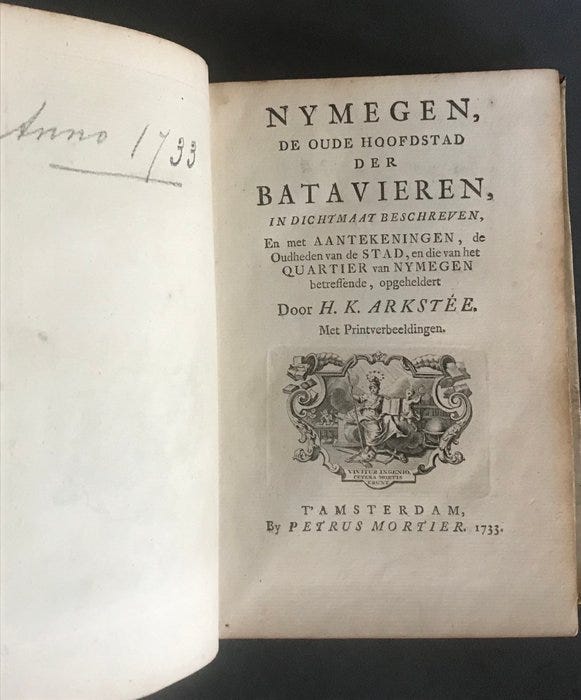 Anno 1733
NYMEGEN,
DE OUDE HOOFDSTAD
DER
BATAVIEREN,
IN DICHTMAAT BESCHREVEN,
En met AANTEKENINGEN, de
Oudheden van de STAD, en die van het
QUARTIER van NYMEGEN
betreffende, opgeheldert
Door H. K. ARKSTÉE.
Met Printverbeeldingen.
VIVITUR INGENIO,
CETERA MORTIS
ERUNT.
T'AMSTERDAM,
By PETRUS MORTIER. 1733.